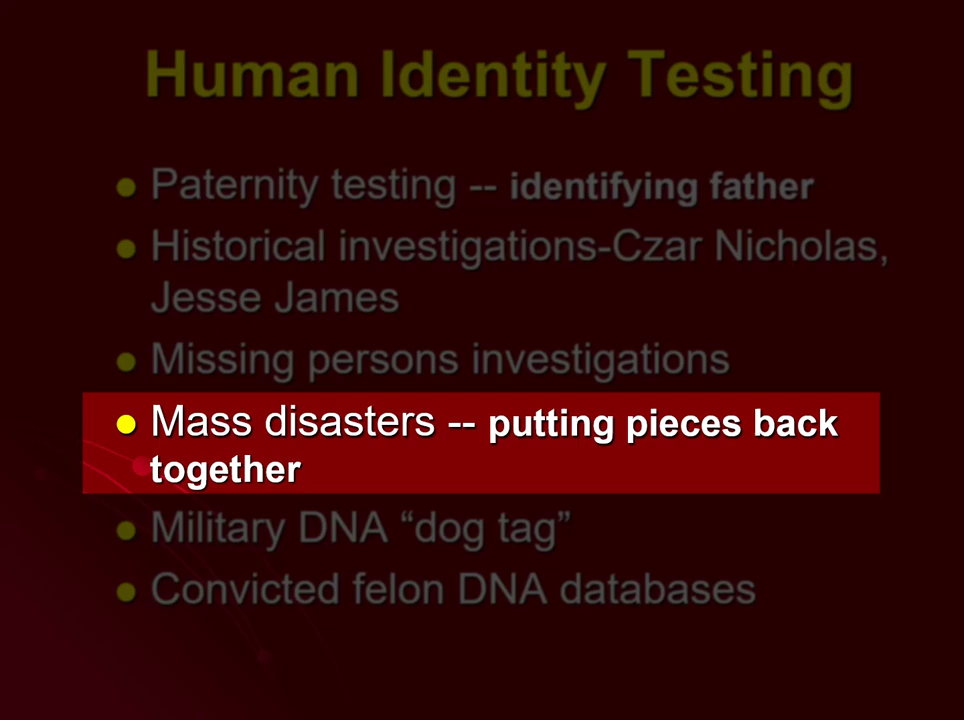 Human Identity Testing
Paternity testing -- identifying father
Historical investigations-Czar Nicholas,
Jesse James
Missing persons investigations
Mass disasters -- putting pieces back
together
Military DNA “dog tag”
Convicted felon DNA databases